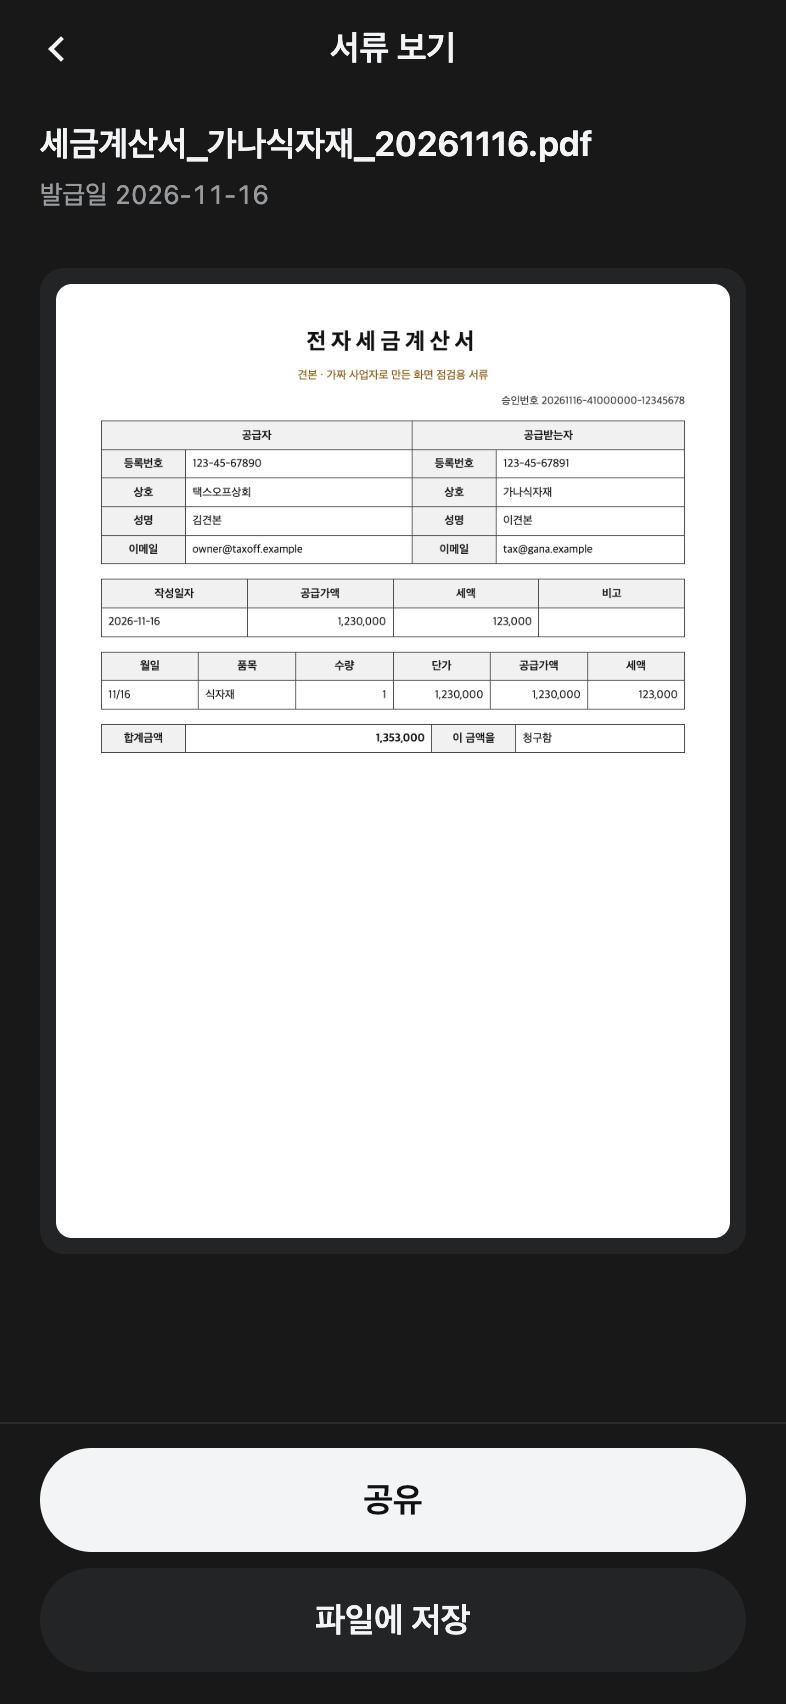 서류 보기
세금계산서_가나식자재_20261116.pdf
발급일 2026-11-16
전자세금계산서
견본 · 가짜 사업자로 만든 화면 점검용 서류
승인번호 20261116-41000000-12345678
공급자 공급받는자
등록번호 123-45-67890 등록번호 123-45-67891
상호 택스오프상회 상호 가나식자재
성명 김견본 성명 이견본
이메일 owner@taxoff.example 이메일 tax@gana.example
작성일자 공급가액 세액 비고
2026-11-16 1,230,000 123,000
월일 품목 수량 단가 공급가액 세액
11/16 식자재 1 1,230,000 1,230,000 123,000
합계금액 1,353,000 이 금액을 청구함
공유
파일에 저장